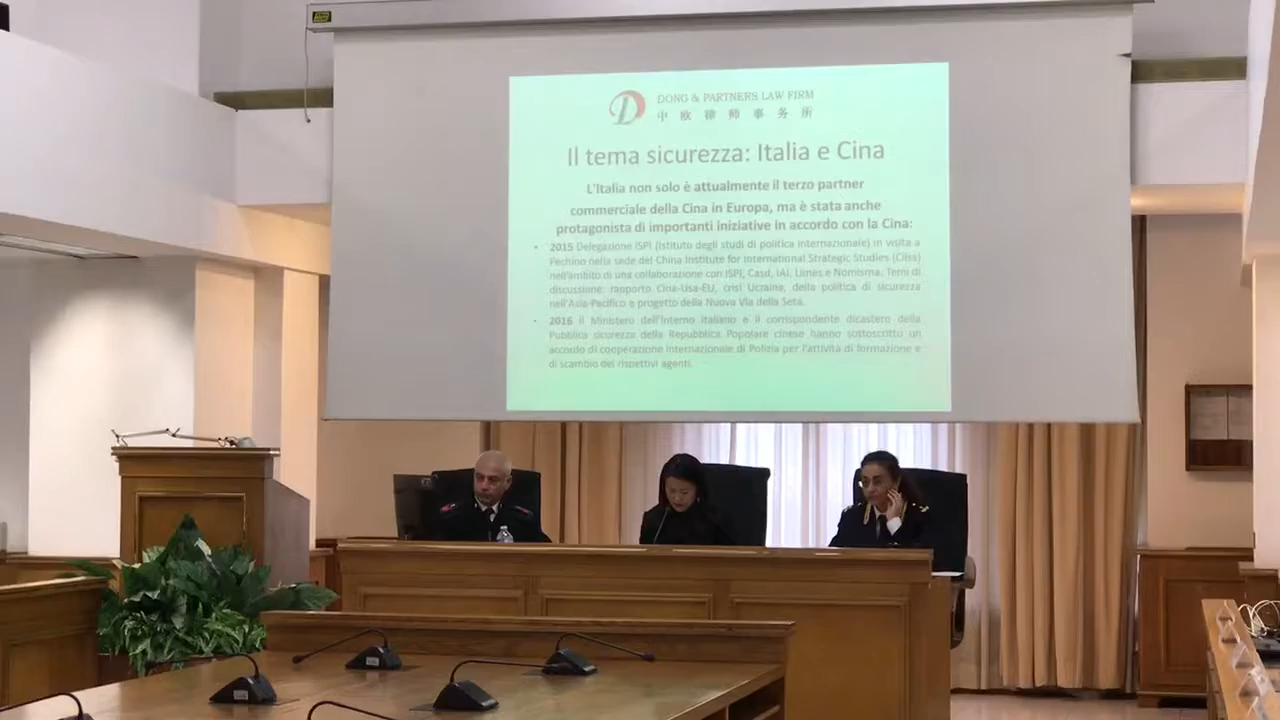 DONG & PARTNERS LAW FIRM
中 欧 律 师 事 务 所
Il tema sicurezza: Italia e Cina
L'Italia non solo è attualmente il terzo partner
commerciale della Cina in Europa, ma è stata anche
protagonista di importanti iniziative in accordo con la Cina:
• 2015 Delegazione ISPI (Istituto degli studi di politica internazionale) in visita a
Pechino nella sede del China Institute for International Strategic Studies (Ciiss)
nell'ambito di una collaborazione con ISPI, Casd, IAI, Limes e Nomisma. Temi di
discussione: rapporto Cina-Usa-EU, crisi Ucraina, della politica di sicurezza
nell'Asia-Pacifico e progetto della Nuova Via della Seta.
• 2016 il Ministero dell'Interno italiano e il corrispondente dicastero della
Pubblica sicurezza della Repubblica Popolare cinese hanno sottoscritto un
accordo di cooperazione internazionale di Polizia per l'attività di formazione e
di scambio dei rispettivi agenti.